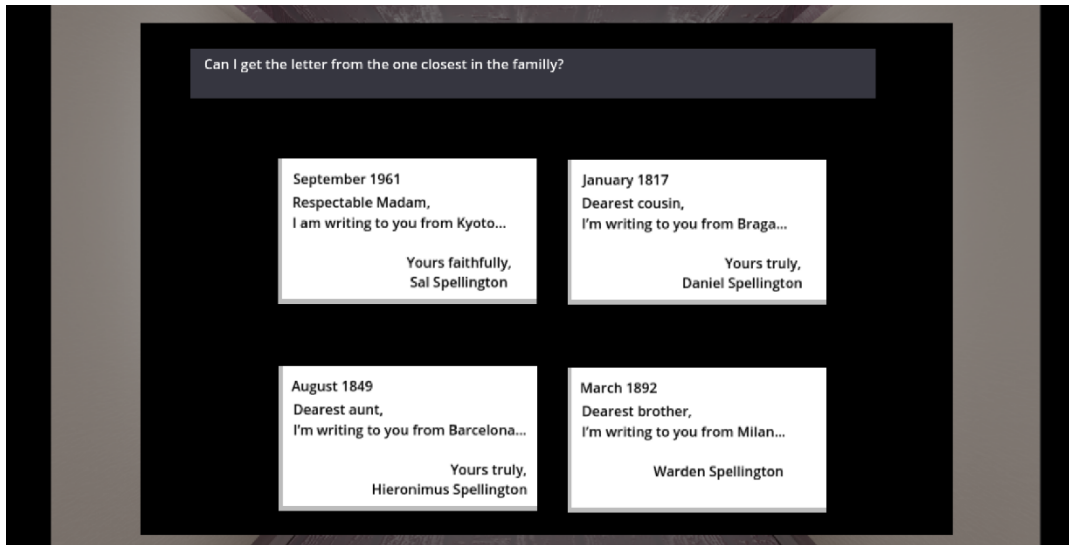 Can I get the letter from the one closest in the familly?
September 1961
Respectable Madam,
I am writing to you from Kyoto...
Yours faithfully,
Sal Spellington
January 1817
Dearest cousin,
I'm writing to you from Braga...
Yours truly,
Daniel Spellington
August 1849
Dearest aunt,
I'm writing to you from Barcelona...
Yours truly,
Hieronimus Spellington
March 1892
Dearest brother,
I'm writing to you from Milan...
Warden Spellington